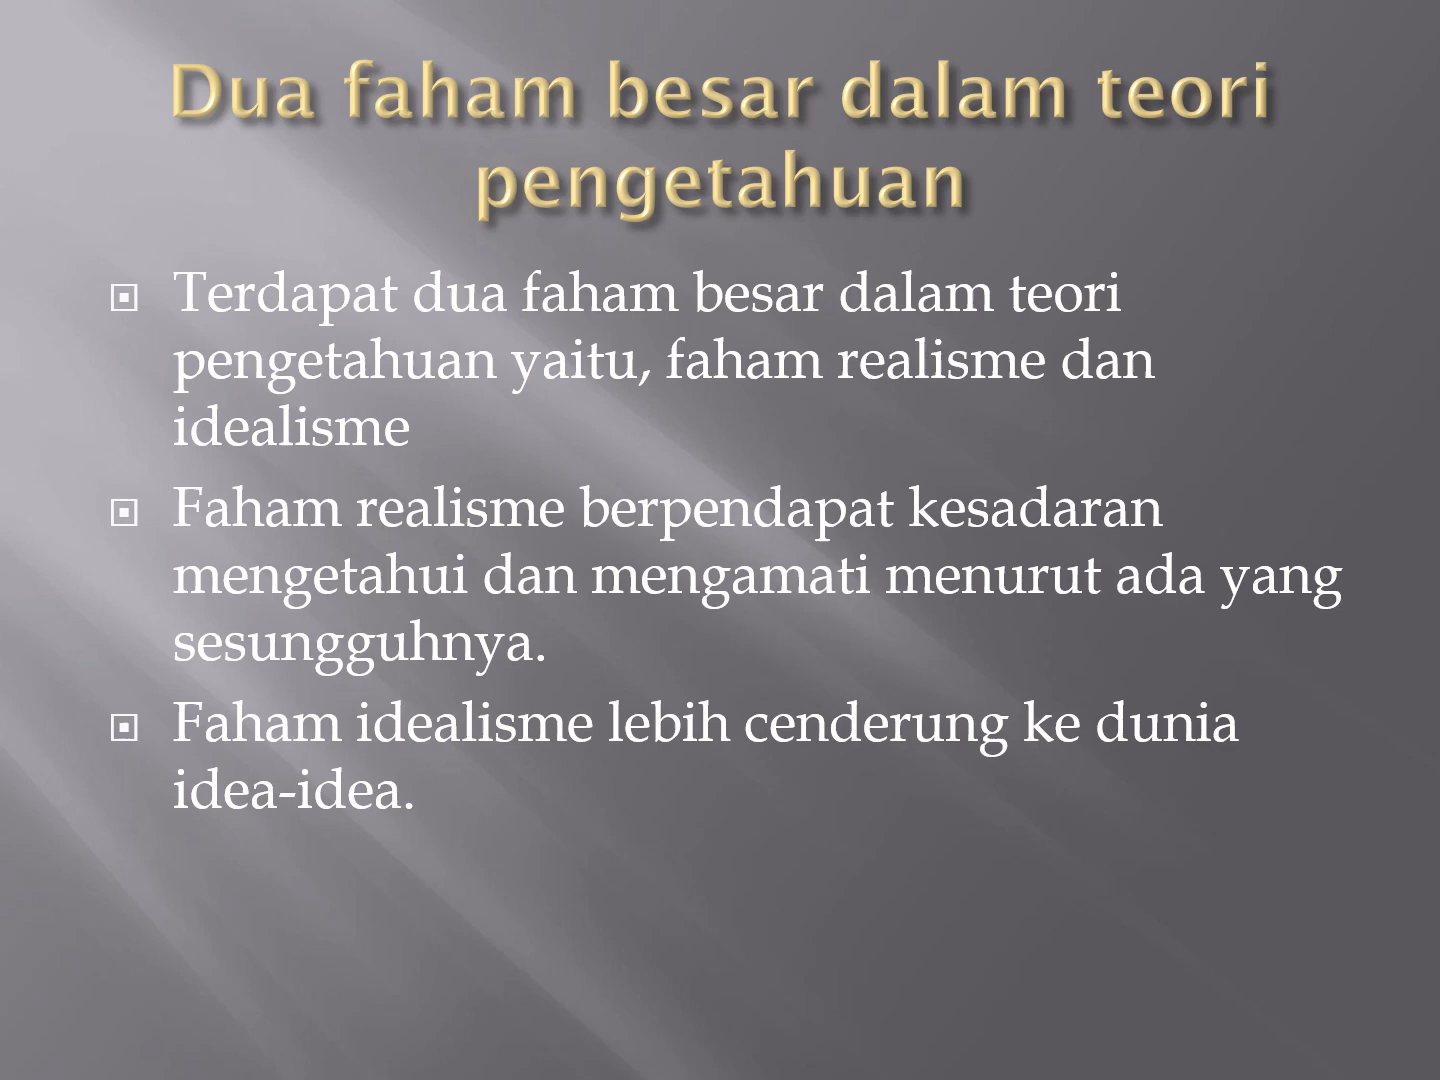 Dua faham besar dalam teori
pengetahuan
Terdapat dua faham besar dalam teori
pengetahuan yaitu, faham realisme dan
idealisme
Faham realisme berpendapat kesadaran
mengetahui dan mengamati menurut ada yang
sesungguhnya.
Faham idealisme lebih cenderung ke dunia
idea-idea.